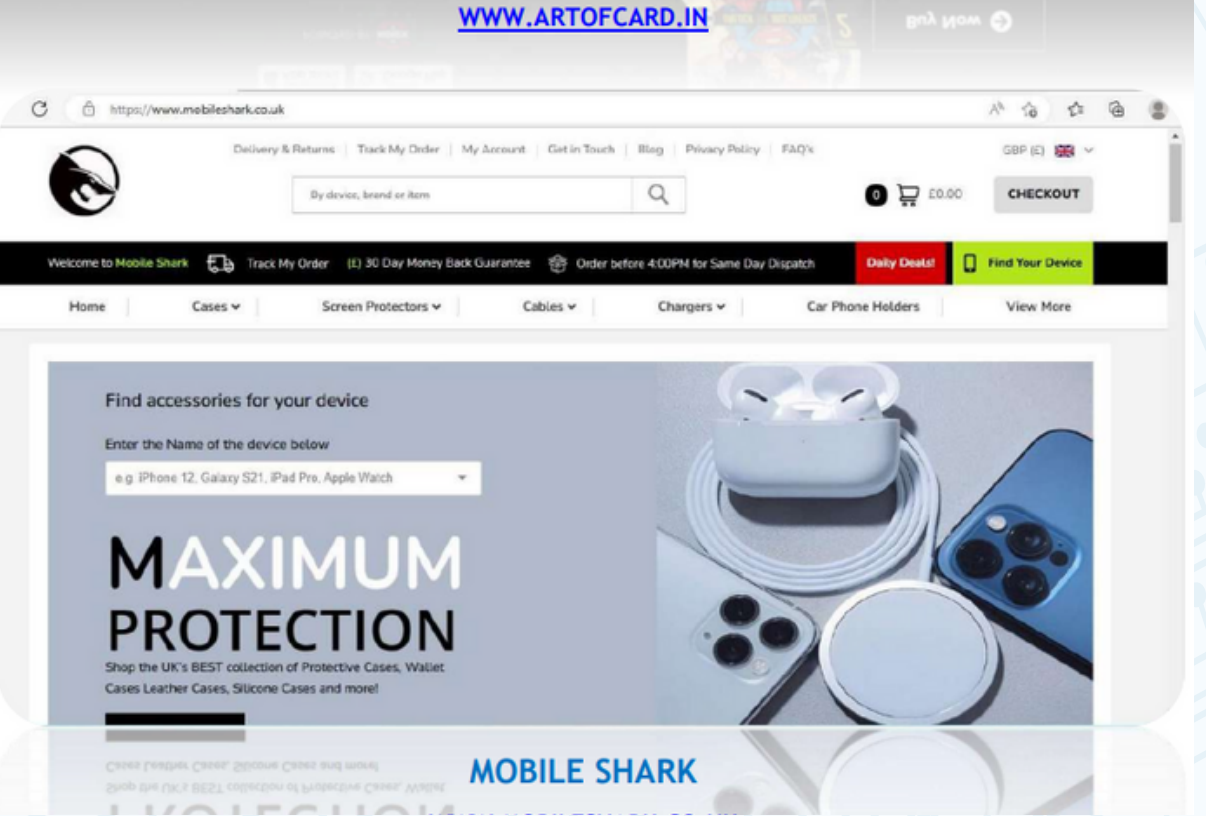 WWW.ARTOFCARD.IN
Buy Now
https://www.mobileshark.co.uk
Delivery & Returns | Track My Order | My Account | Get in Touch | Blog | Privacy Policy | FAQ's
GBP (£)
By device, brand or item
0 £0.00 CHECKOUT
Welcome to Mobile Shark Track My Order (£) 30 Day Money Back Guarantee Order before 4:00PM for Same Day Dispatch Daily Deals! Find Your Device
Home Cases Screen Protectors Cables Chargers Car Phone Holders View More
Find accessories for your device
Enter the Name of the device below
e.g. iPhone 12, Galaxy S21, iPad Pro, Apple Watch
MAXIMUM
PROTECTION
Shop the UK's BEST collection of Protective Cases, Wallet
Cases Leather Cases, Silicone Cases and more!
MOBILE SHARK